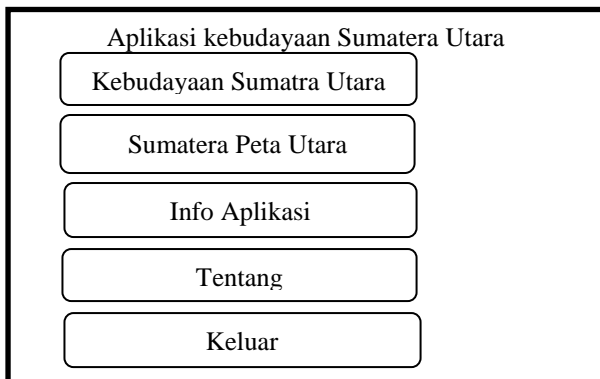 Aplikasi kebudayaan Sumatera Utara
Kebudayaan Sumatra Utara
Sumatera Peta Utara
Info Aplikasi
Tentang
Keluar